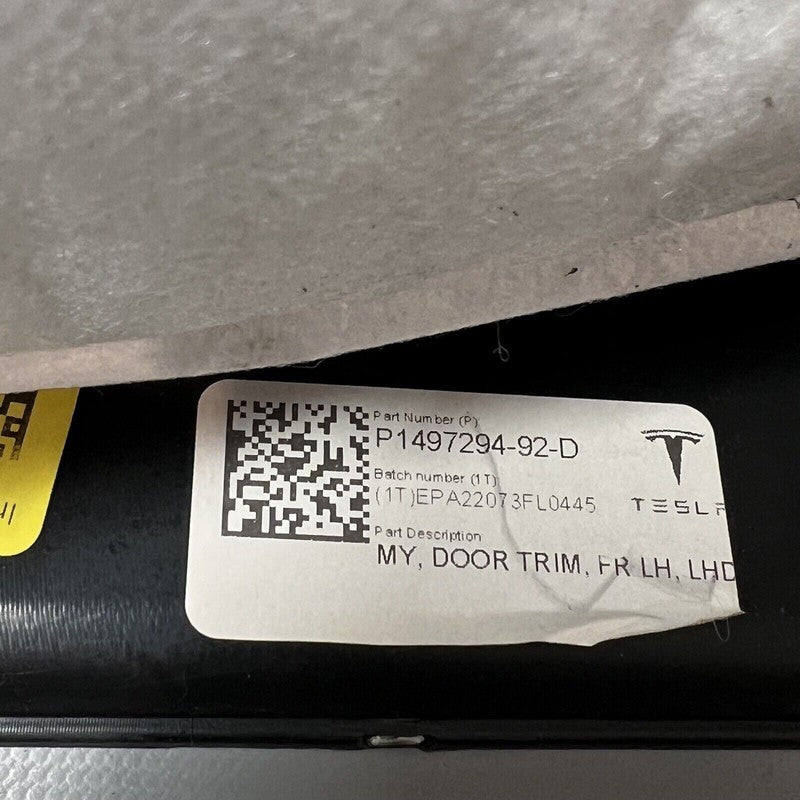 Part Number (P)
P1497294-92-D
Batch number (1T)
(1T)EPA22073FL0445
TESLA
Part Description
MY, DOOR TRIM, FR LH, LHD